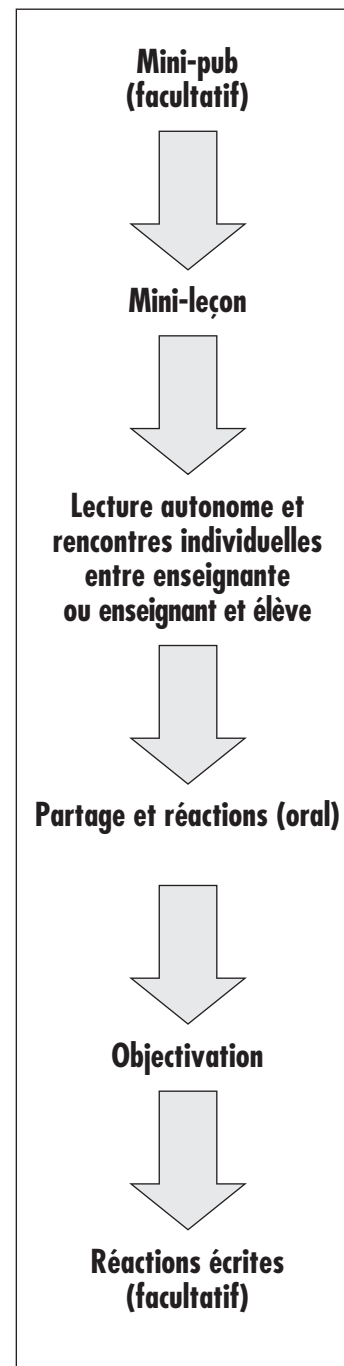 Mini-pub
(facultatif)
Mini-leçon
Lecture autonome et
rencontres individuelles
entre enseignante
ou enseignant et élève
Partage et réactions (oral)
Objectivation
Réactions écrites
(facultatif)